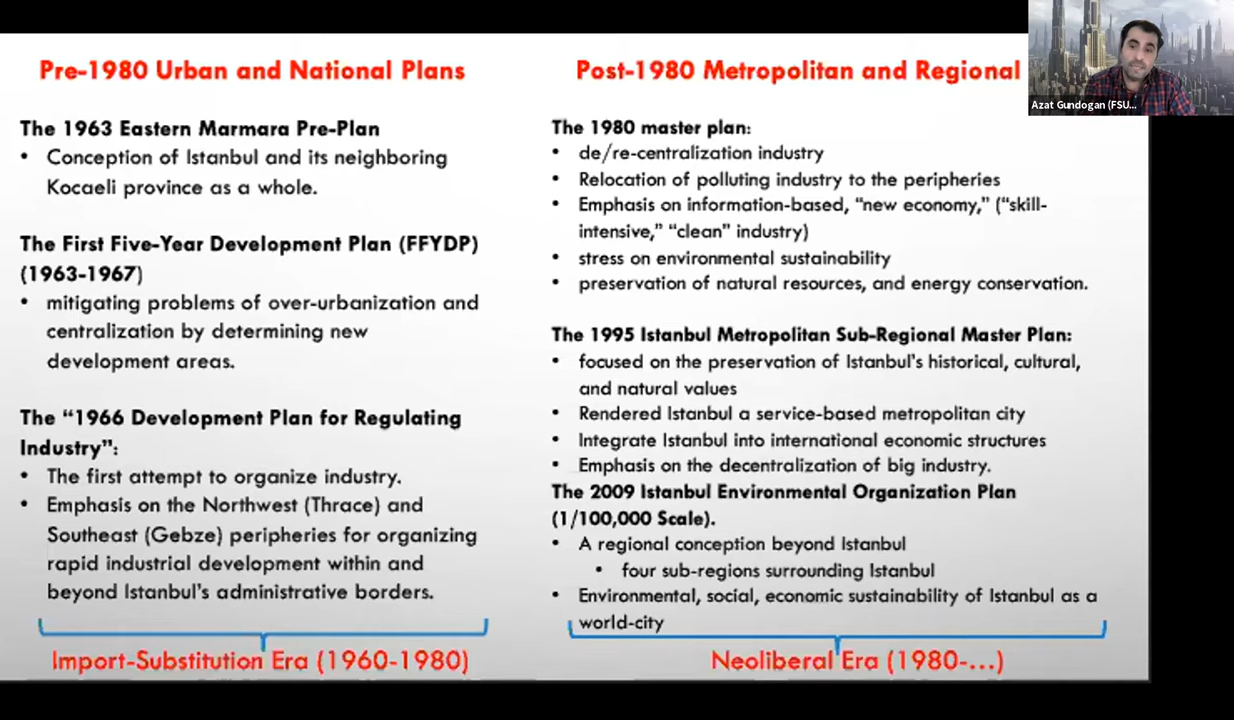 Pre-1980 Urban and National Plans
The 1963 Eastern Marmara Pre-Plan
• Conception of Istanbul and its neighboring
Kocaeli province as a whole.
The First Five-Year Development Plan (FFYDP)
(1963-1967)
• mitigating problems of over-urbanization and
centralization by determining new
development areas.
The “1966 Development Plan for Regulating
Industry”:
• The first attempt to organize industry.
• Emphasis on the Northwest (Thrace) and
Southeast (Gebze) peripheries for organizing
rapid industrial development within and
beyond Istanbul’s administrative borders.
Import-Substitution Era (1960-1980)
Post-1980 Metropolitan and Regional
The 1980 master plan:
• de/re-centralization industry
• Relocation of polluting industry to the peripheries
• Emphasis on information-based, “new economy,” (“skill-
intensive,” “clean” industry)
• stress on environmental sustainability
• preservation of natural resources, and energy conservation.
The 1995 Istanbul Metropolitan Sub-Regional Master Plan:
• focused on the preservation of Istanbul’s historical, cultural,
and natural values
• Rendered Istanbul a service-based metropolitan city
• Integrate Istanbul into international economic structures
• Emphasis on the decentralization of big industry.
The 2009 Istanbul Environmental Organization Plan
(1/100,000 Scale).
• A regional conception beyond Istanbul
• four sub-regions surrounding Istanbul
• Environmental, social, economic sustainability of Istanbul as a
world-city
Neoliberal Era (1980-…)
Azat Gundogan (FSU...